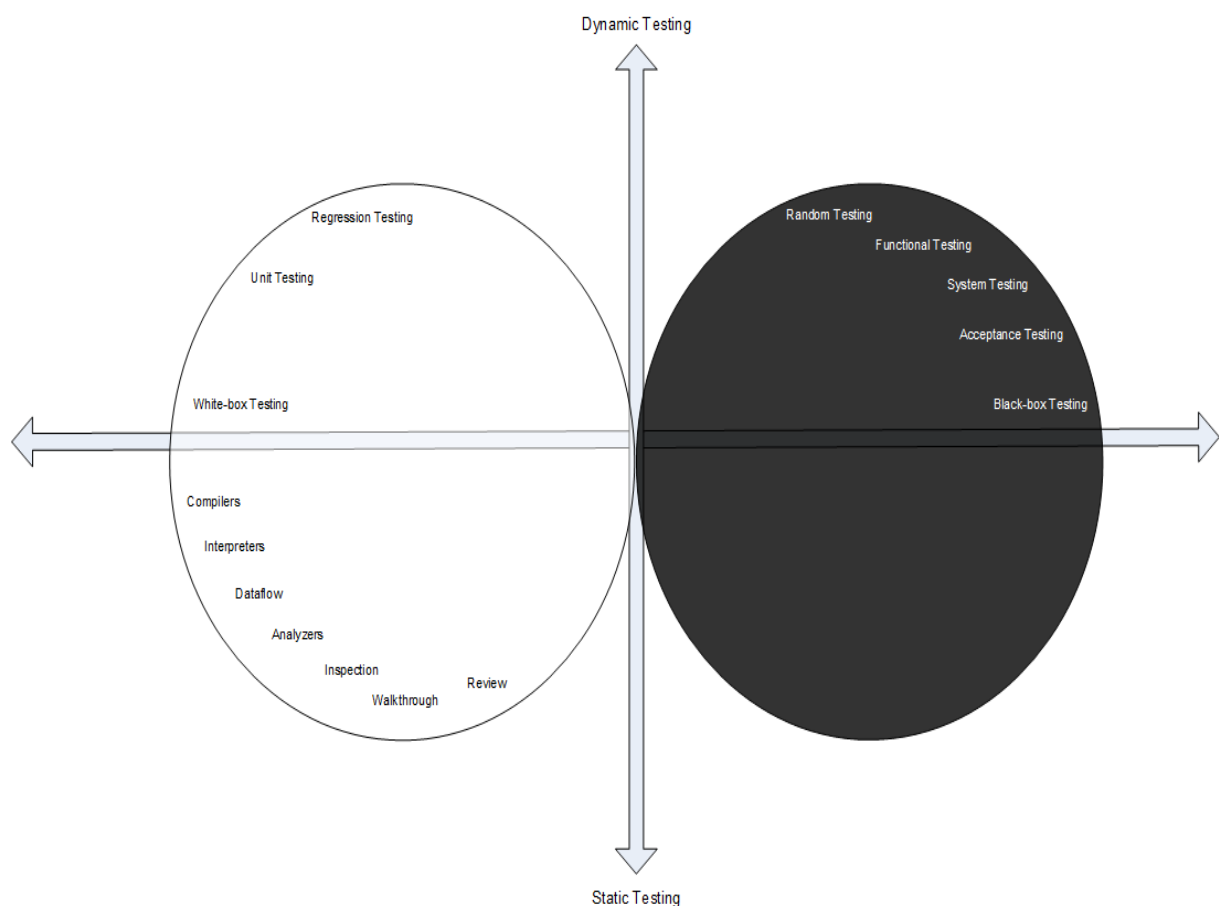 Dynamic Testing
Regression Testing
Unit Testing
White-box Testing
Compilers
Interpreters
Dataflow
Analyzers
Inspection
Walkthrough
Review
Random Testing
Functional Testing
System Testing
Acceptance Testing
Black-box Testing
Static Testing